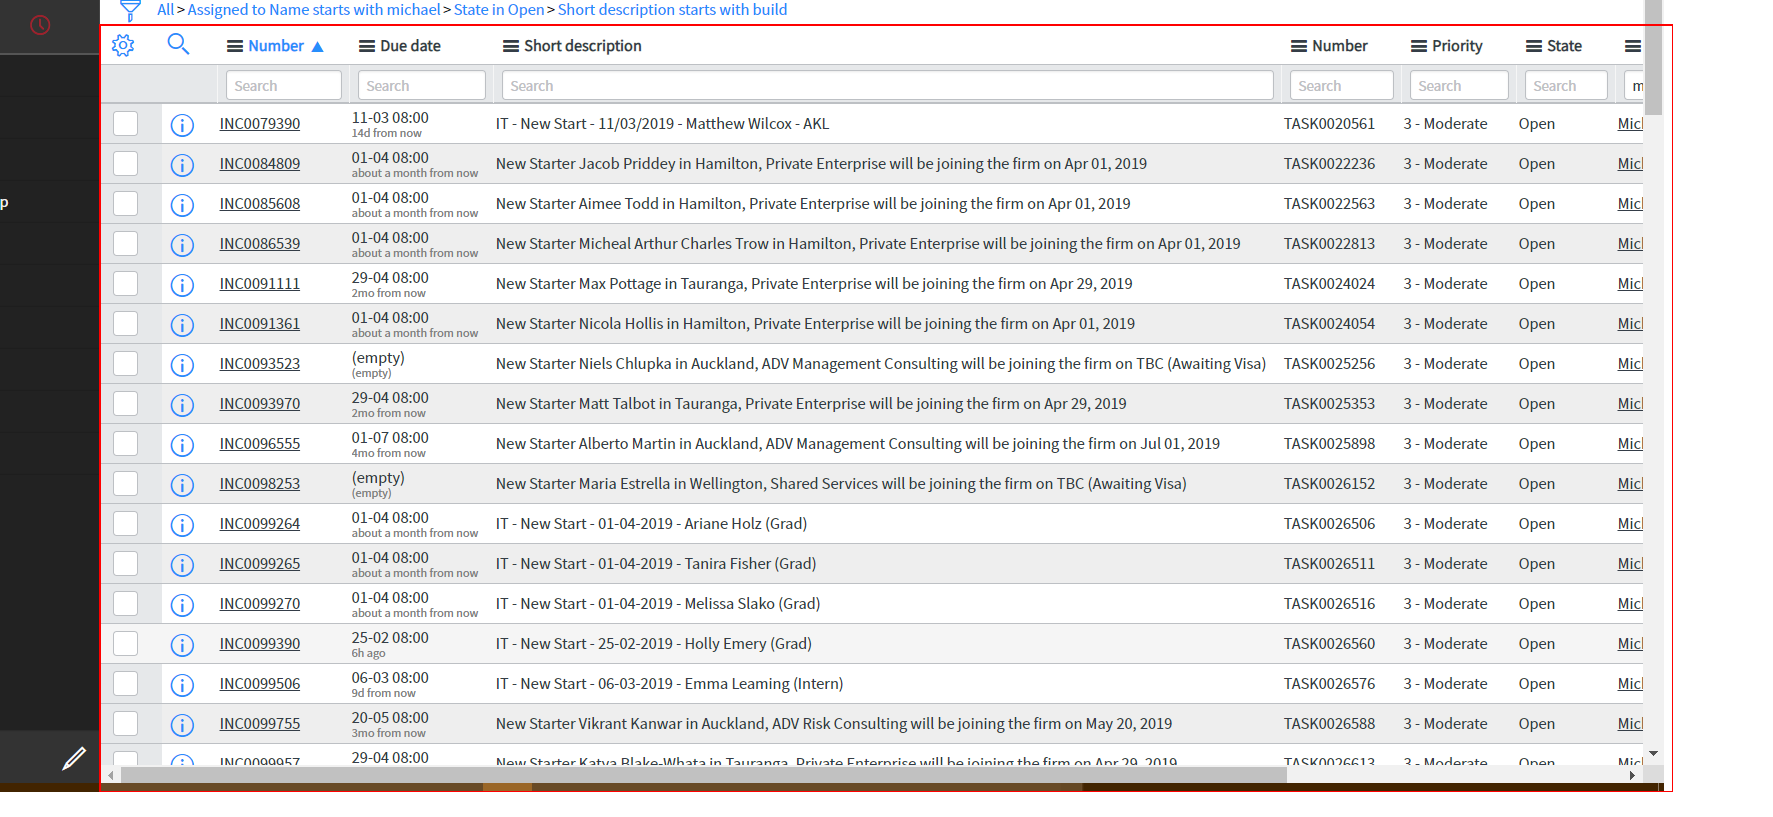 All > Assigned to Name starts with michael > State in Open > Short description starts with build
Number Due date Short description Number Priority State
Search Search Search Search Search Search m
INC0079390 11-03 08:00 IT - New Start - 11/03/2019 - Matthew Wilcox - AKL TASK0020561 3 - Moderate Open Mich
14d from now
INC0084809 01-04 08:00 New Starter Jacob Priddey in Hamilton, Private Enterprise will be joining the firm on Apr 01, 2019 TASK0022236 3 - Moderate Open Mich
about a month from now
p
INC0085608 01-04 08:00 New Starter Aimee Todd in Hamilton, Private Enterprise will be joining the firm on Apr 01, 2019 TASK0022563 3 - Moderate Open Mich
about a month from now
INC0086539 01-04 08:00 New Starter Micheal Arthur Charles Trow in Hamilton, Private Enterprise will be joining the firm on Apr 01, 2019 TASK0022813 3 - Moderate Open Mich
about a month from now
INC0091111 29-04 08:00 New Starter Max Pottage in Tauranga, Private Enterprise will be joining the firm on Apr 29, 2019 TASK0024024 3 - Moderate Open Mich
2mo from now
INC0091361 01-04 08:00 New Starter Nicola Hollis in Hamilton, Private Enterprise will be joining the firm on Apr 01, 2019 TASK0024054 3 - Moderate Open Mich
about a month from now
INC0093523 (empty) New Starter Niels Chlupka in Auckland, ADV Management Consulting will be joining the firm on TBC (Awaiting Visa) TASK0025256 3 - Moderate Open Mich
(empty)
INC0093970 29-04 08:00 New Starter Matt Talbot in Tauranga, Private Enterprise will be joining the firm on Apr 29, 2019 TASK0025353 3 - Moderate Open Mich
2mo from now
INC0096555 01-07 08:00 New Starter Alberto Martin in Auckland, ADV Management Consulting will be joining the firm on Jul 01, 2019 TASK0025898 3 - Moderate Open Mich
4mo from now
INC0098253 (empty) New Starter Maria Estrella in Wellington, Shared Services will be joining the firm on TBC (Awaiting Visa) TASK0026152 3 - Moderate Open Mich
(empty)
INC0099264 01-04 08:00 IT - New Start - 01-04-2019 - Ariane Holz (Grad) TASK0026506 3 - Moderate Open Mich
about a month from now
INC0099265 01-04 08:00 IT - New Start - 01-04-2019 - Tanira Fisher (Grad) TASK0026511 3 - Moderate Open Mich
about a month from now
INC0099270 01-04 08:00 IT - New Start - 01-04-2019 - Melissa Slako (Grad) TASK0026516 3 - Moderate Open Mich
about a month from now
INC0099390 25-02 08:00 IT - New Start - 25-02-2019 - Holly Emery (Grad) TASK0026560 3 - Moderate Open Mich
6h ago
INC0099506 06-03 08:00 IT - New Start - 06-03-2019 - Emma Leaming (Intern) TASK0026576 3 - Moderate Open Mich
9d from now
INC0099755 20-05 08:00 New Starter Vikrant Kanwar in Auckland, ADV Risk Consulting will be joining the firm on May 20, 2019 TASK0026588 3 - Moderate Open Mich
3mo from now
INC0099957 29-04 08:00 New Starter Katya Blake-Whata in Tauranga, Private Enterprise will be joining the firm on Apr 29, 2019 TASK0026613 3 - Moderate Open Mich